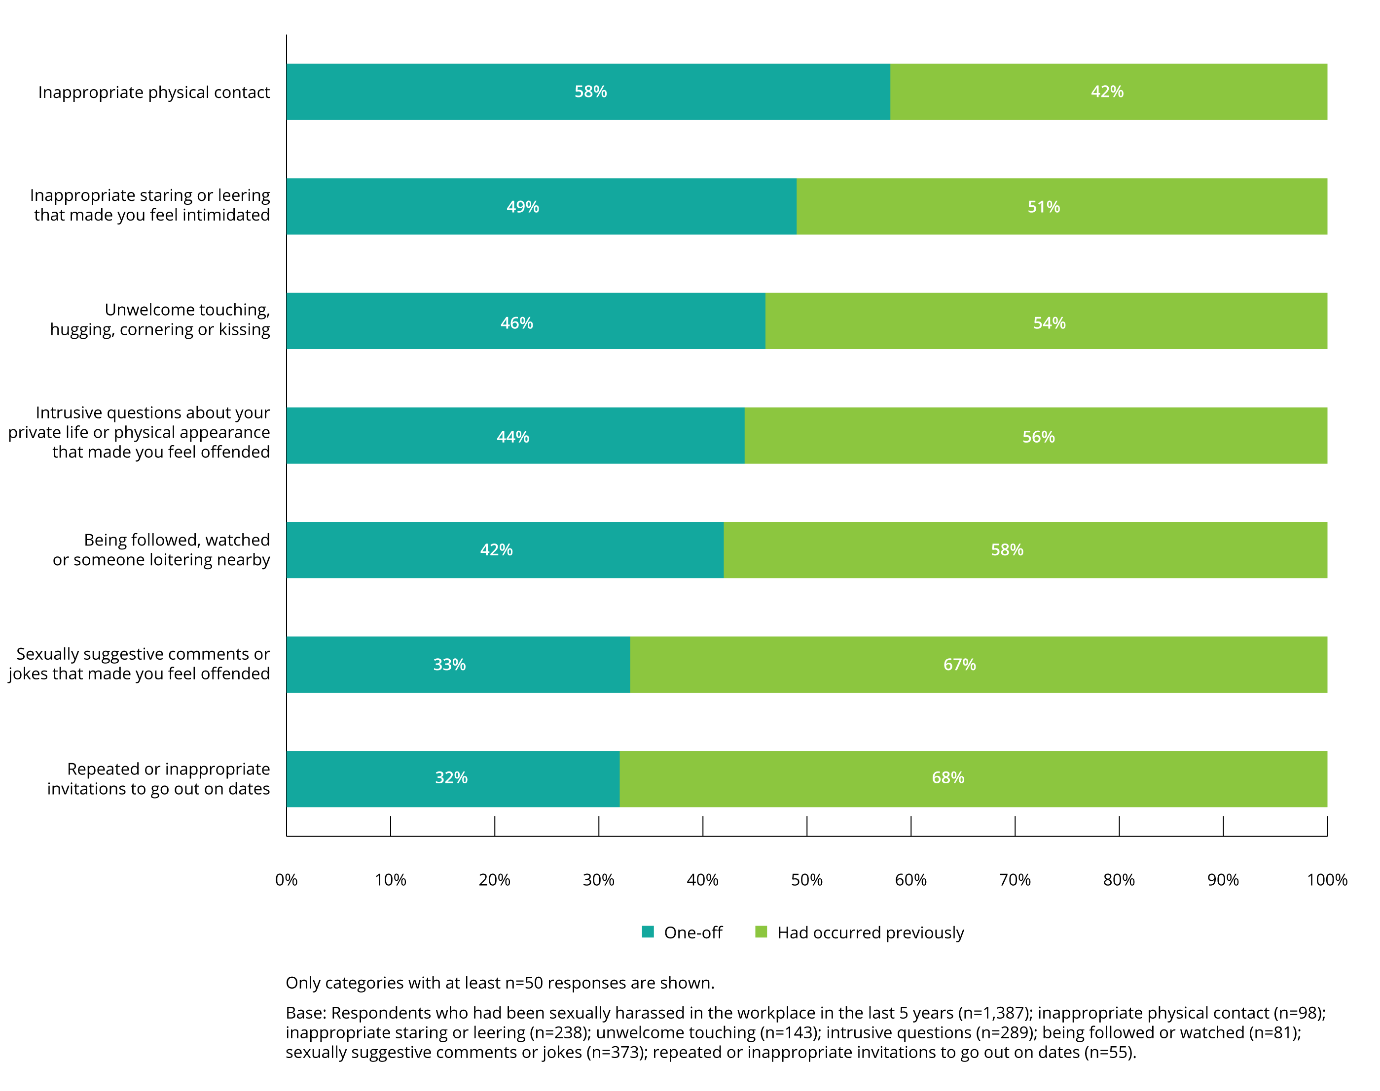 Inappropriate physical contact
58%
42%
Inappropriate staring or leering
that made you feel intimidated
49%
51%
Unwelcome touching,
hugging, cornering or kissing
46%
54%
Intrusive questions about your
private life or physical appearance
that made you feel offended
44%
56%
Being followed, watched
or someone loitering nearby
42%
58%
Sexually suggestive comments or
jokes that made you feel offended
33%
67%
Repeated or inappropriate
invitations to go out on dates
32%
68%
0% 10% 20% 30% 40% 50% 60% 70% 80% 90% 100%
One-off Had occurred previously
Only categories with at least n=50 responses are shown.
Base: Respondents who had been sexually harassed in the workplace in the last 5 years (n=1,387); inappropriate physical contact (n=98);
inappropriate staring or leering (n=238); unwelcome touching (n=143); intrusive questions (n=289); being followed or watched (n=81);
sexually suggestive comments or jokes (n=373); repeated or inappropriate invitations to go out on dates (n=55).